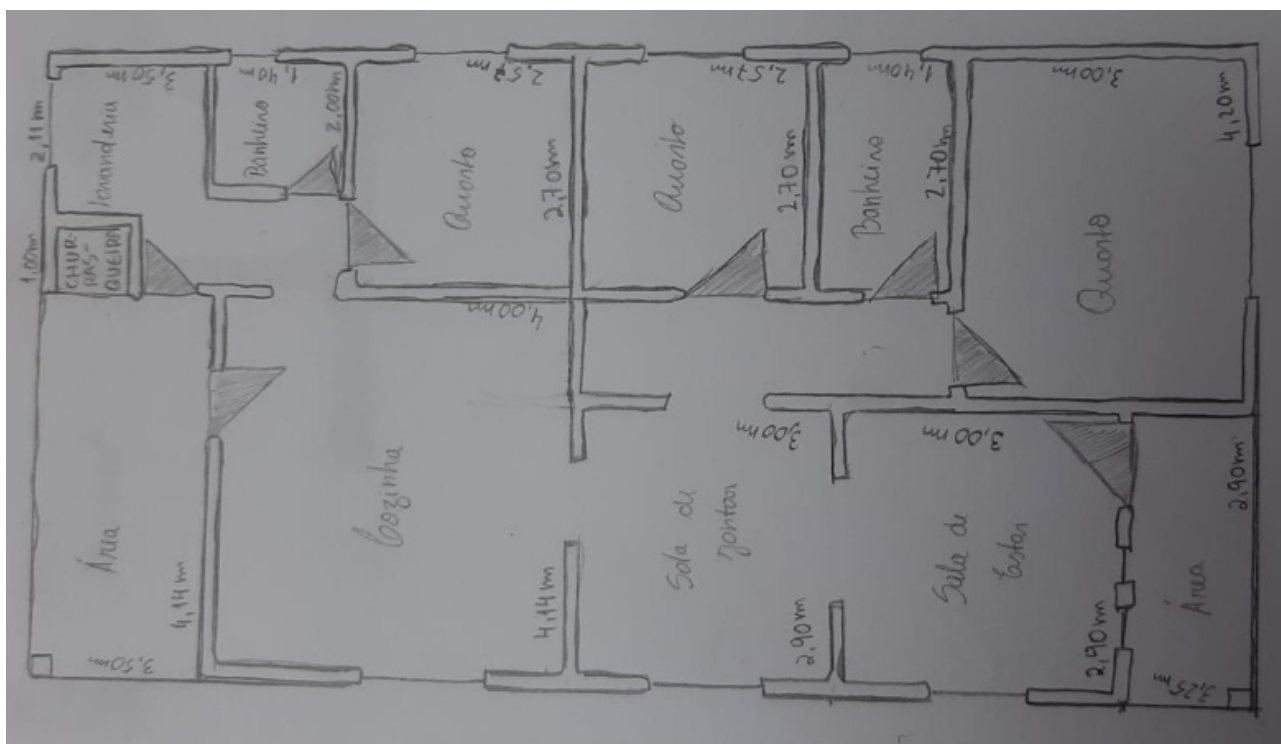 3,50m
1,40m
2,57m
2,57m
1,40m
3,00m
2,11m
lavanderia
Banheiro
2,00m
Quarto
2,70m
Quarto
2,70m
Banheiro
2,70m
Quarto
4,20m
1,00m
CHUR-
RAS-
QUEIRA
4,00m
3,00m
3,00m
Área
4,14m
3,50m
Cozinha
4,14m
Sala de
Jantar
2,90m
Sala de
Estar
2,90m
Área
2,90m